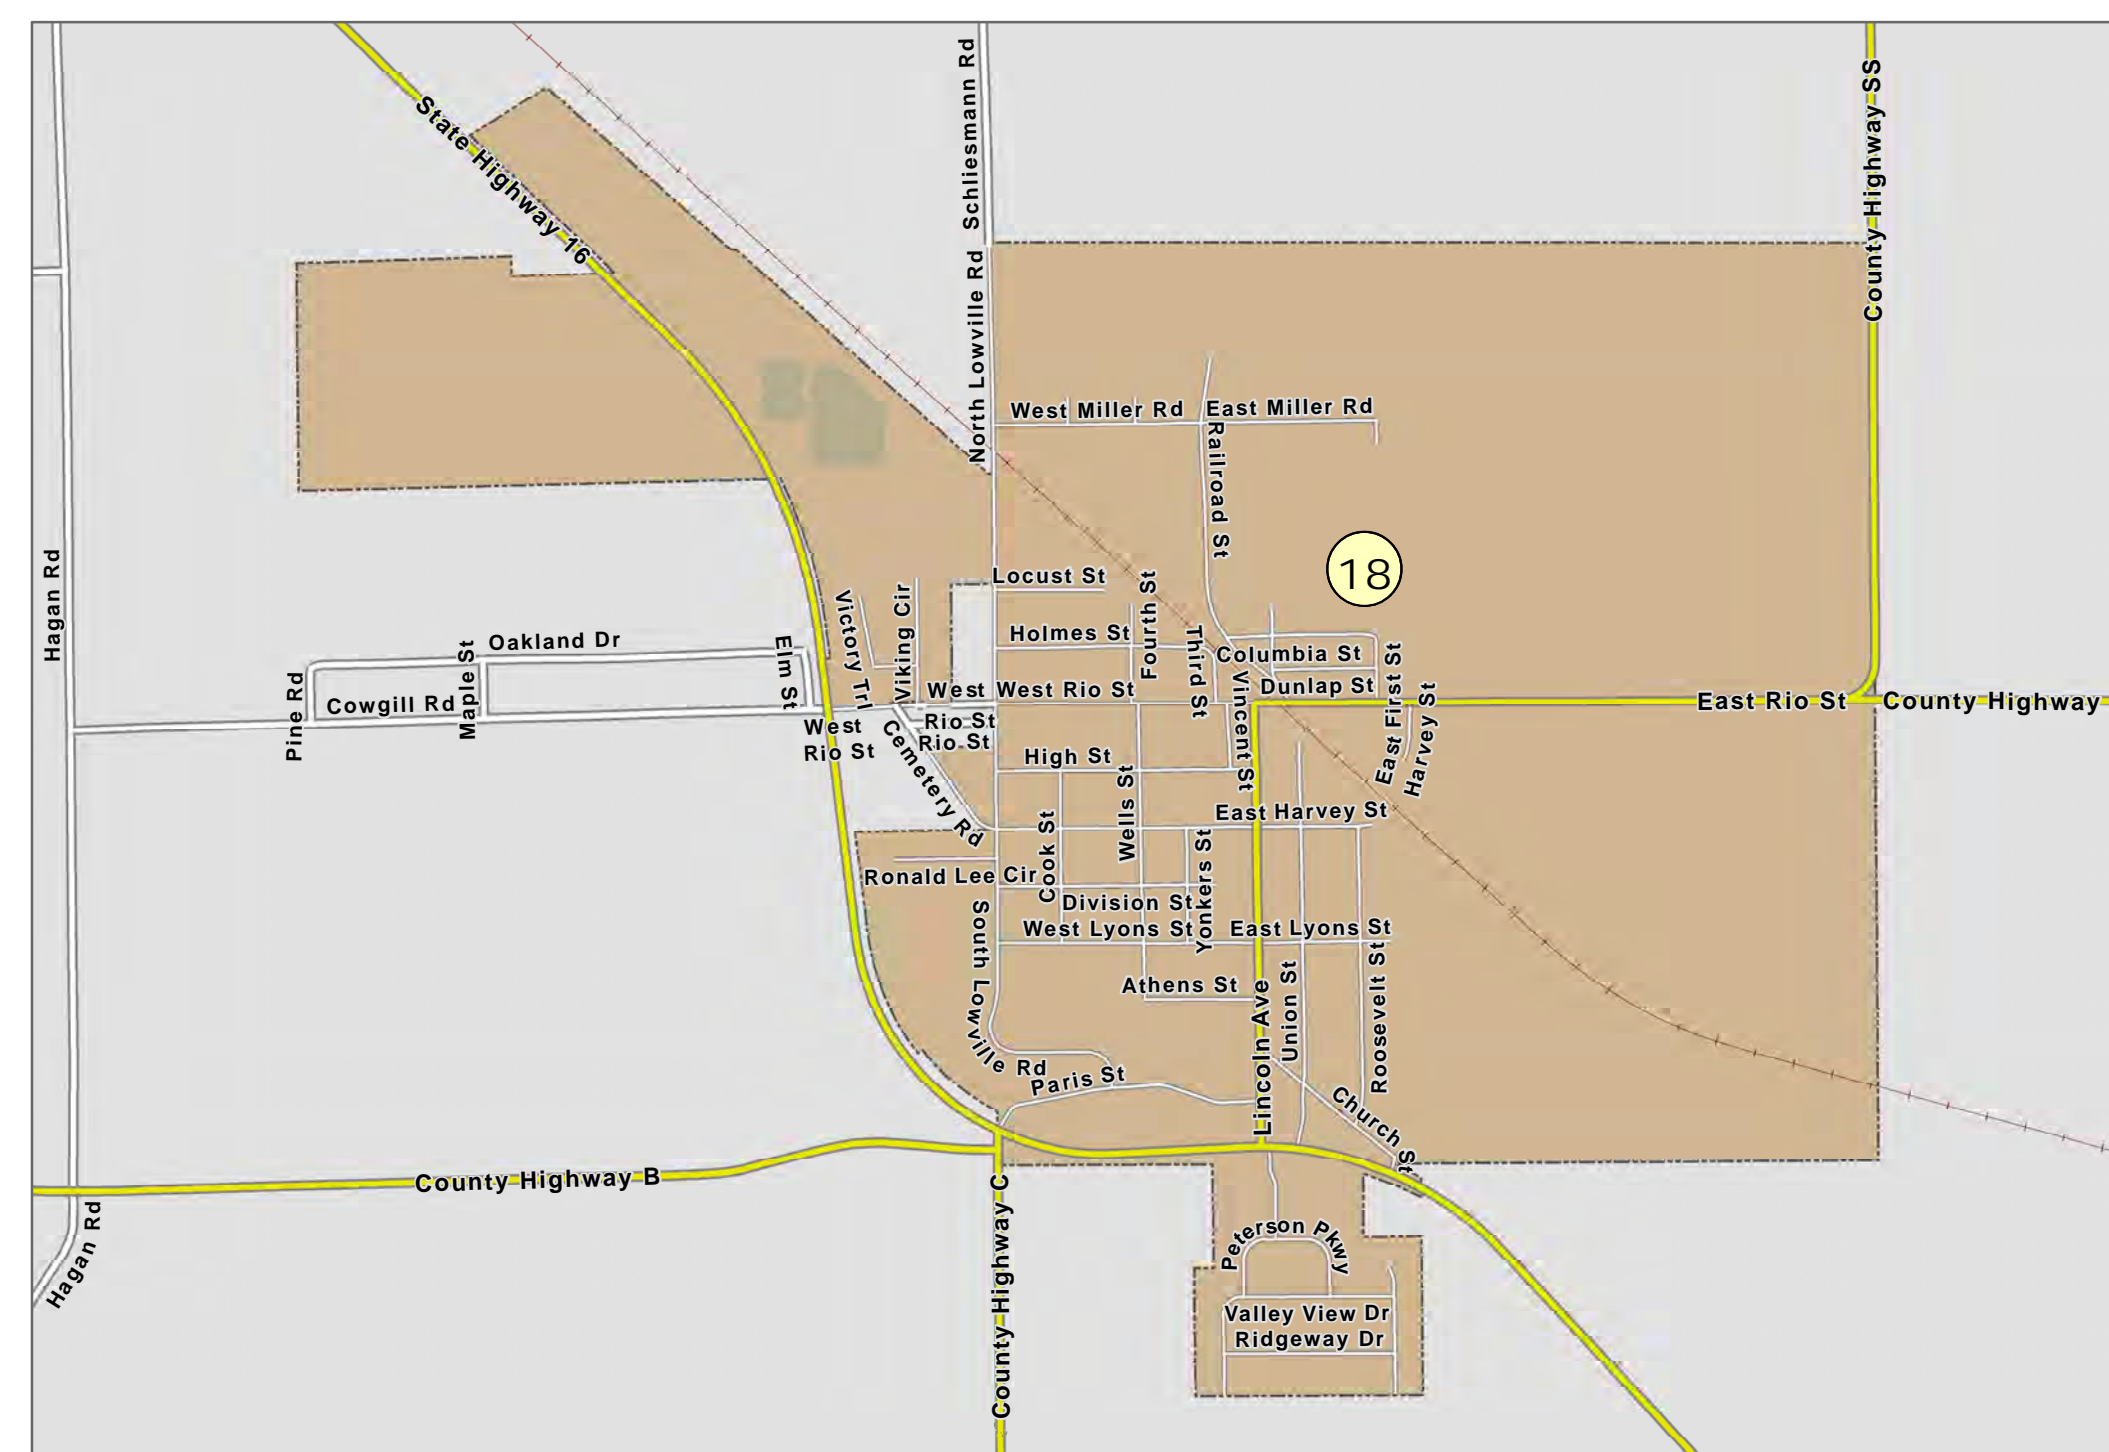 Schliesmann Rd
County Highway SS
State Highway 16
North Lowville Rd
West Miller Rd
East Miller Rd
Railroad St
18
Hagan Rd
Locust St
Fourth St
Victory Trl
Viking Cir
Holmes St
Third St
Oakland Dr
Maple St
Elm St
Columbia St
East First St
Pine Rd
Cowgill Rd
West
Rio St
West Rio St
Vincent St
Dunlap St
Harvey St
East Rio St
County Highway
West
Rio St
Rio St
Cemetery Rd
High St
Wells St
Harvey St
East Harvey St
Cook St
Yonkers St
Ronald Lee Cir
Division St
South Lowville Rd
West Lyons St
East Lyons St
Athens St
Lincoln Ave
Union St
Roosevelt St
Paris St
Church St
County Highway B
County Highway C
Hagan Rd
Peterson Pkwy
Valley View Dr
Ridgeway Dr